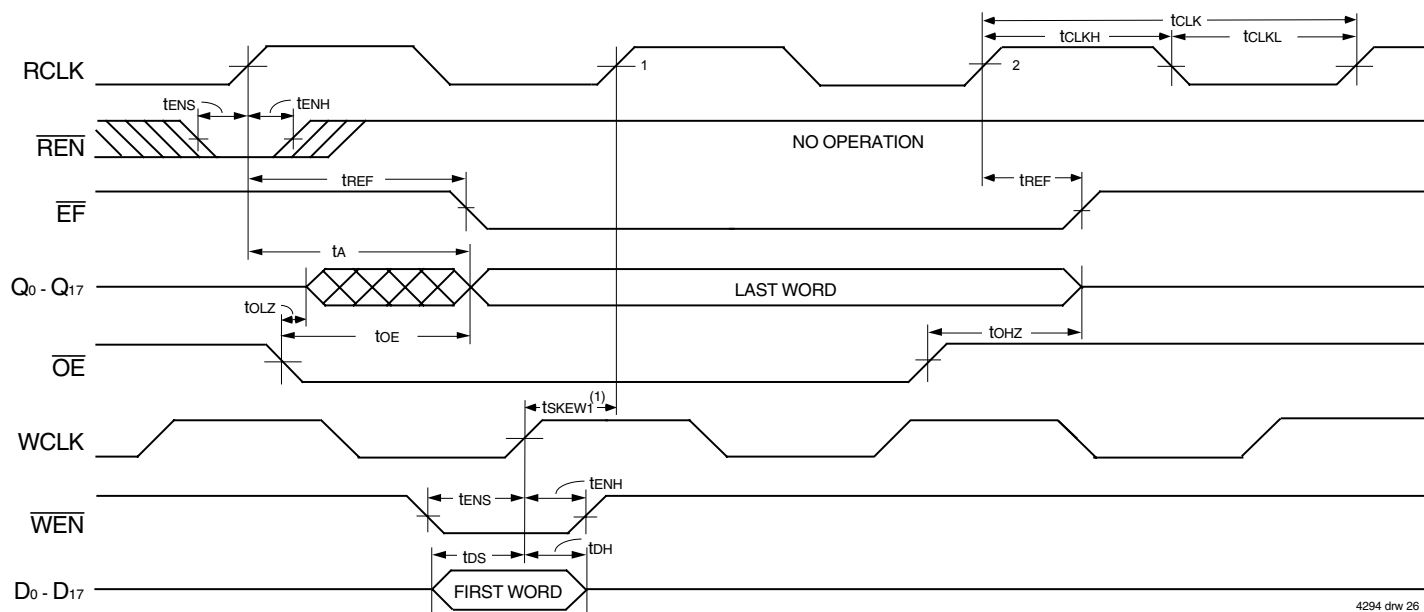 tCLK
tCLKH tCLKL
RCLK 1 2
tENS tENH
REN NO OPERATION
tREF tREF
EF
tA
Q0 - Q17 LAST WORD
tOLZ
tOE tOHZ
OE
tSKEW1(1)
WCLK
tENS tENH
WEN
tDS tDH
D0 - D17 FIRST WORD
4294 drw 26